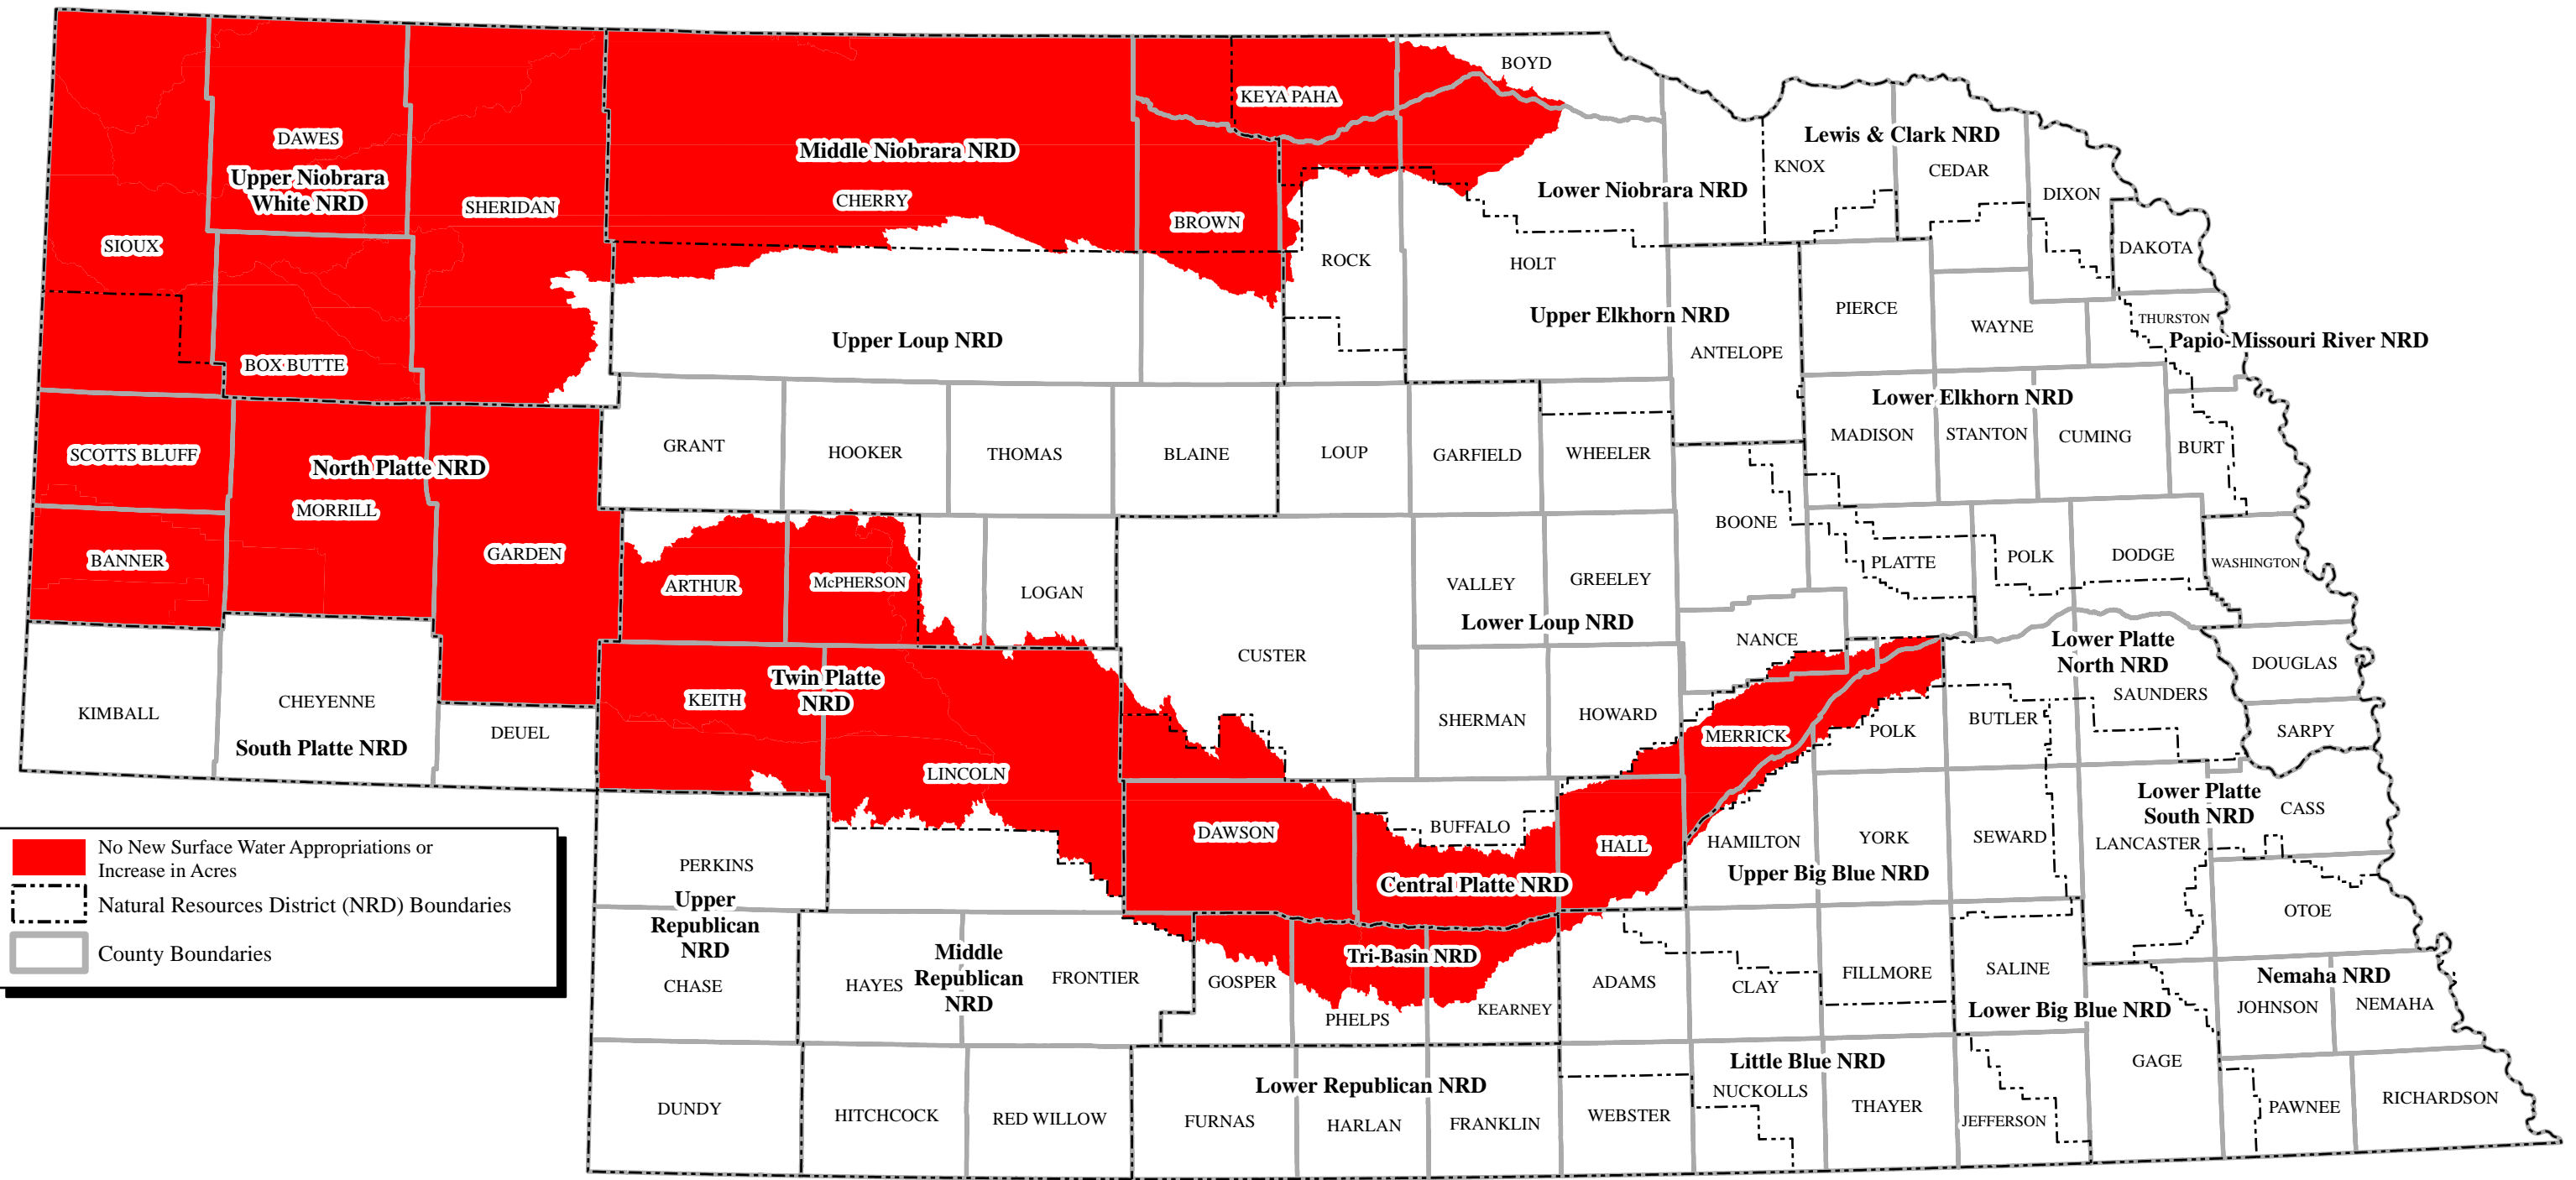 BOYD
KEYA PAHA
DAWES
Middle Niobrara NRD
Lewis & Clark NRD
KNOX
CEDAR
DIXON
Upper Niobrara
White NRD
SHERIDAN
CHERRY
BROWN
Lower Niobrara NRD
SIOUX
ROCK
HOLT
DAKOTA
Upper Elkhorn NRD
PIERCE
WAYNE
THURSTON
Papio-Missouri River NRD
Upper Loup NRD
ANTELOPE
BOX BUTTE
Lower Elkhorn NRD
SCOTTS BLUFF
North Platte NRD
GRANT
HOOKER
THOMAS
BLAINE
LOUP
GARFIELD
WHEELER
MADISON
STANTON
CUMING
BURT
MORRILL
BOONE
BANNER
GARDEN
ARTHUR
McPHERSON
LOGAN
VALLEY
GREELEY
PLATTE
POLK
DODGE
WASHINGTON
Lower Loup NRD
NANCE
CUSTER
Lower Platte
North NRD
DOUGLAS
SAUNDERS
KIMBALL
CHEYENNE
DEUEL
South Platte NRD
KEITH
Twin Platte
NRD
LINCOLN
SHERMAN
HOWARD
MERRICK
POLK
BUTLER
SARPY
Lower Platte
South NRD
CASS
LANCASTER
No New Surface Water Appropriations or
Increase in Acres
Natural Resources District (NRD) Boundaries
County Boundaries
PERKINS
DAWSON
BUFFALO
HALL
HAMILTON
YORK
SEWARD
Central Platte NRD
Upper Big Blue NRD
Upper
Republican
NRD
OTOE
CHASE
HAYES
Middle
Republican
NRD
FRONTIER
GOSPER
Tri-Basin NRD
PHELPS
KEARNEY
ADAMS
CLAY
FILLMORE
SALINE
Lower Big Blue NRD
Nemaha NRD
JOHNSON
NEMAHA
GAGE
Little Blue NRD
Lower Republican NRD
DUNDY
HITCHCOCK
RED WILLOW
FURNAS
HARLAN
FRANKLIN
WEBSTER
NUCKOLLS
THAYER
JEFFERSON
PAWNEE
RICHARDSON